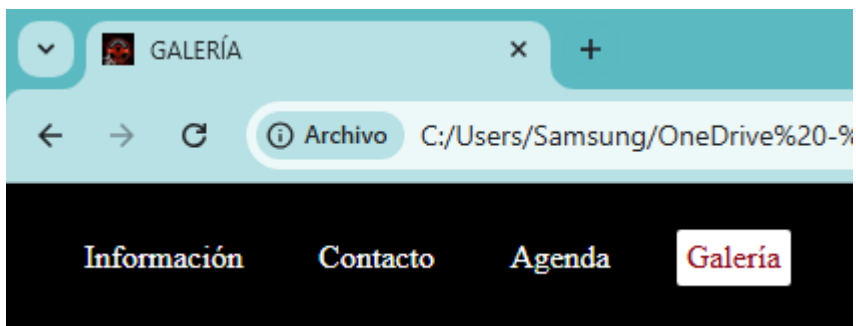 GALERÍA
Archivo C:/Users/Samsung/OneDrive%20-%
Información Contacto Agenda Galería